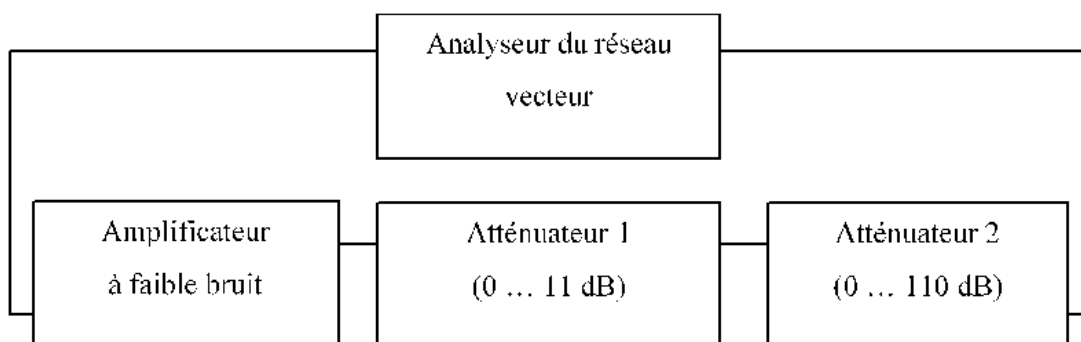 Analyseur du réseau
vecteur
Amplificateur
à faible bruit
Atténuateur 1
(0 … 11 dB)
Atténuateur 2
(0 … 110 dB)